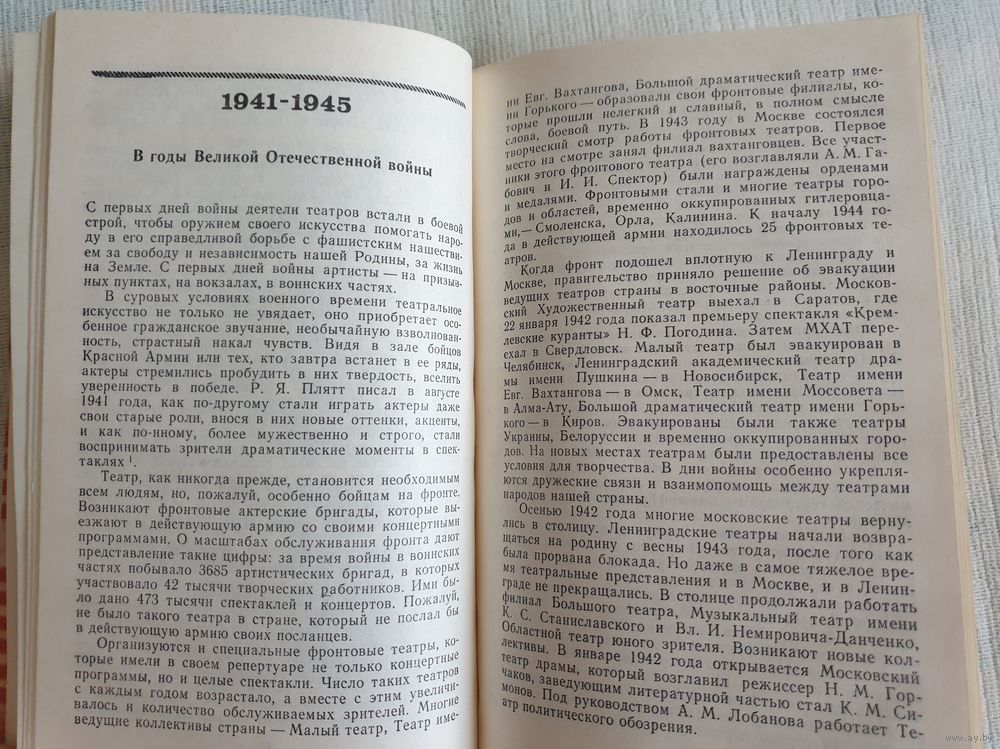 1941-1945
В годы Великой Отечественной войны
С первых дней войны деятели театров встали в боевой
строй, чтобы оружием своего искусства помогать наро-
ду в его справедливой борьбе с фашистским нашестви-
ем за свободу и независимость нашей Родины, за жизнь
на Земле. С первых дней войны артисты — на призыв-
ных пунктах, на вокзалах, в воинских частях.
В суровых условиях военного времени театральное
искусство не только не увядает, оно приобретает осо-
бенное гражданское звучание, необычайную взволнован-
ность, страстный накал чувств. Видя в зале бойцов
Красной Армии или тех, кто завтра встанет в ее ряды,
актеры стремились пробудить в них твердость, вселить
уверенность в победе. Р. Я. Плятт писал в августе
1941 года, как по-другому стали играть актеры даже
свои старые роли, внося в них новые оттенки, акценты,
и как по-иному, более мужественно и строго, стали
воспринимать зрители драматические моменты в спек-
таклях ¹.
Театр, как никогда прежде, становится необходимым
всем людям, но, пожалуй, особенно бойцам на фронте.
Возникают фронтовые актерские бригады, которые вы-
езжают в действующую армию со своими концертными
программами. О масштабах обслуживания фронта дают
представление такие цифры: за время войны в воинских
частях побывало 3685 артистических бригад, в которых
участвовало 42 тысячи творческих работников. Ими бы-
ло дано 473 тысячи спектаклей и концертов. Пожалуй,
не было такого театра в стране, который не послал бы
в действующую армию своих посланцев.
Организуются и специальные фронтовые театры, ко-
торые имели в своем репертуаре не только концертные
программы, но и целые спектакли. Число таких театров
с каждым годом возрастало, а вместе с этим увеличи-
валось и количество обслуживаемых зрителей. Многие
ведущие коллективы страны — Малый театр, Театр име-
ни Евг. Вахтангова, Большой драматический театр име-
ни Горького — образовали свои фронтовые филиалы, ко-
торые прошли нелегкий и славный, в полном смысле
слова, боевой путь. В 1943 году в Москве состоялся
творческий смотр работы фронтовых театров. Первое
место на смотре занял филиал вахтанговцев. Все участ-
ники этого фронтового театра (его возглавляли А. М. Га-
бович и И. И. Спектор) были награждены орденами
и медалями. Фронтовыми стали и многие театры горо-
дов и областей, временно оккупированных гитлеровца-
ми,— Смоленска, Орла, Калинина. К началу 1944 го-
да в действующей армии находилось 25 фронтовых те-
атров.
Когда фронт подошел вплотную к Ленинграду и
Москве, правительство приняло решение об эвакуации
ведущих театров страны в восточные районы. Москов-
ский Художественный театр выехал в Саратов, где
22 января 1942 года показал премьеру спектакля «Крем-
левские куранты» Н. Ф. Погодина. Затем МХАТ пере-
ехал в Свердловск. Малый театр был эвакуирован в
Челябинск, Ленинградский академический театр дра-
мы имени Пушкина — в Новосибирск, Театр имени
Евг. Вахтангова — в Омск, Театр имени Моссовета —
в Алма-Ату, Большой драматический театр имени Горь-
кого — в Киров. Эвакуированы были также театры
Украины, Белоруссии и временно оккупированных горо-
дов. На новых местах театрам были предоставлены все
условия для творчества. В дни войны особенно укрепля-
ются дружеские связи и взаимопомощь между театрами
народов нашей страны.
Осенью 1942 года многие московские театры верну-
лись в столицу. Ленинградские театры начали возвра-
щаться на родину с весны 1943 года, после того как
была прорвана блокада. Но даже в самое тяжелое вре-
мя театральные представления и в Москве, и в Ленин-
граде не прекращались. В столице продолжали работать
филиал Большого театра, Музыкальный театр имени
К. С. Станиславского и Вл. И. Немировича-Данченко,
Областной театр юного зрителя. Возникают новые кол-
лективы. В январе 1942 года открывается Московский
театр драмы, который возглавил режиссер Н. М. Гор-
чаков, заведующим литературной частью стал К. М. Си-
монов. Под руководством А. М. Лобанова работает Те-
атр политического обозрения.
www.ay.by